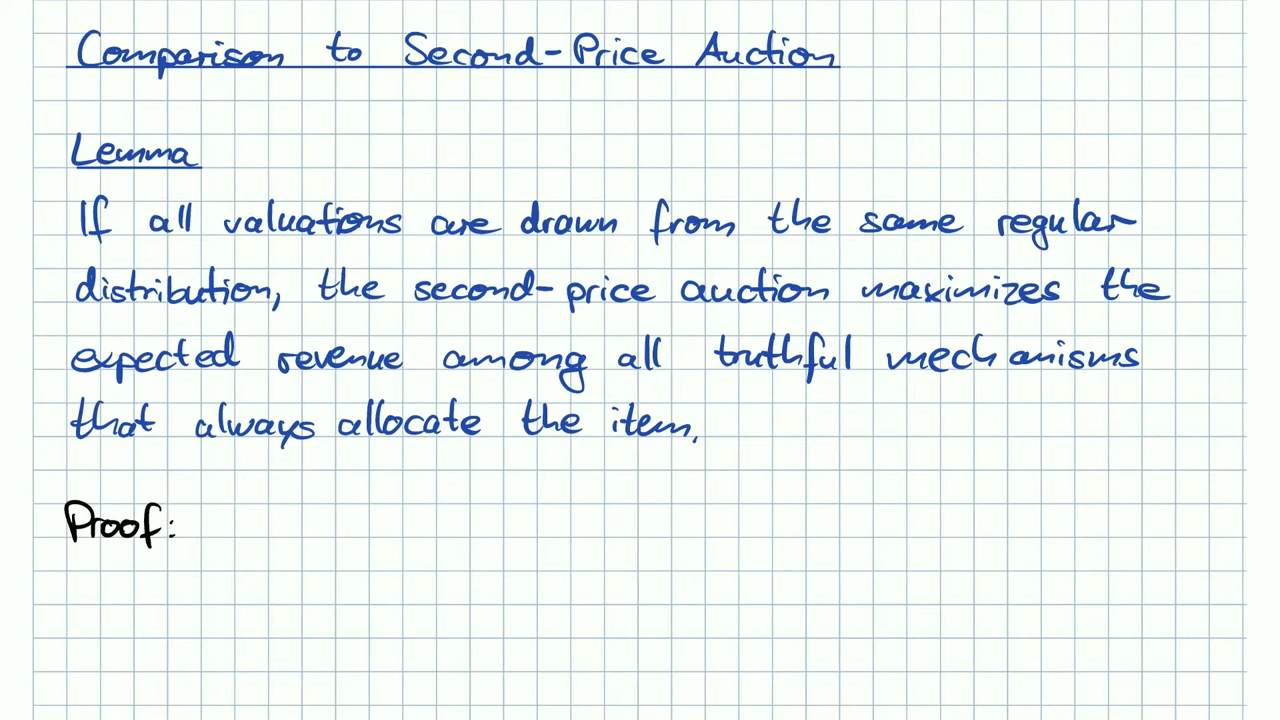 Comparison to Second-Price Auction
Lemma
If all valuations are drawn from the same regular
distribution, the second-price auction maximizes the
expected revenue among all truthful mechanisms
that always allocate the item.
Proof: